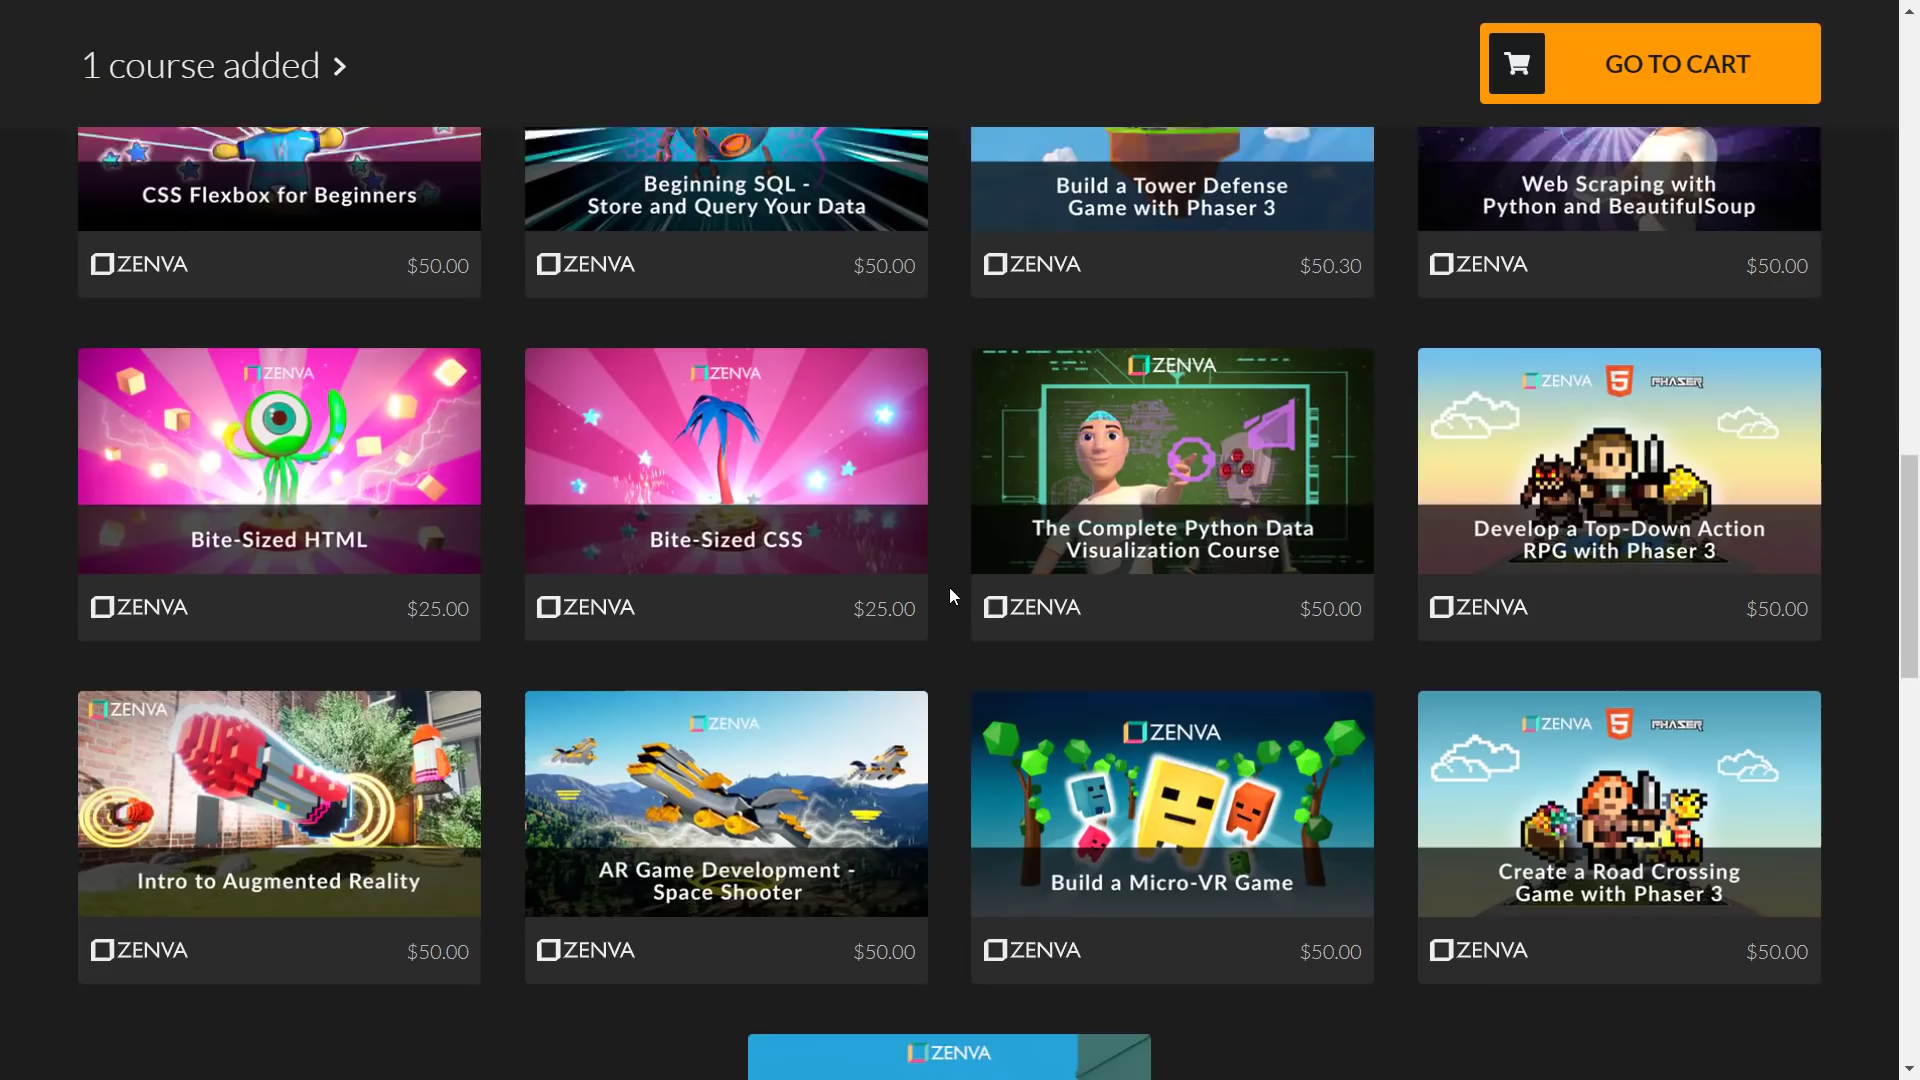 1 course added
GO TO CART
CSS Flexbox for Beginners
Beginning SQL -
Store and Query Your Data
Build a Tower Defense
Game with Phaser 3
Web Scraping with
Python and BeautifulSoup
ZENVA $50.00
ZENVA $50.00
ZENVA $50.30
ZENVA $50.00
ZENVA
Bite-Sized HTML
ZENVA
Bite-Sized CSS
ZENVA
The Complete Python Data
Visualization Course
ZENVA 5 PHASER
Develop a Top-Down Action
RPG with Phaser 3
ZENVA $25.00
ZENVA $25.00
ZENVA $50.00
ZENVA $50.00
ZENVA
Intro to Augmented Reality
ZENVA
AR Game Development -
Space Shooter
ZENVA
Build a Micro-VR Game
ZENVA 5 PHASER
Create a Road Crossing
Game with Phaser 3
ZENVA $50.00
ZENVA $50.00
ZENVA $50.00
ZENVA $50.00
ZENVA